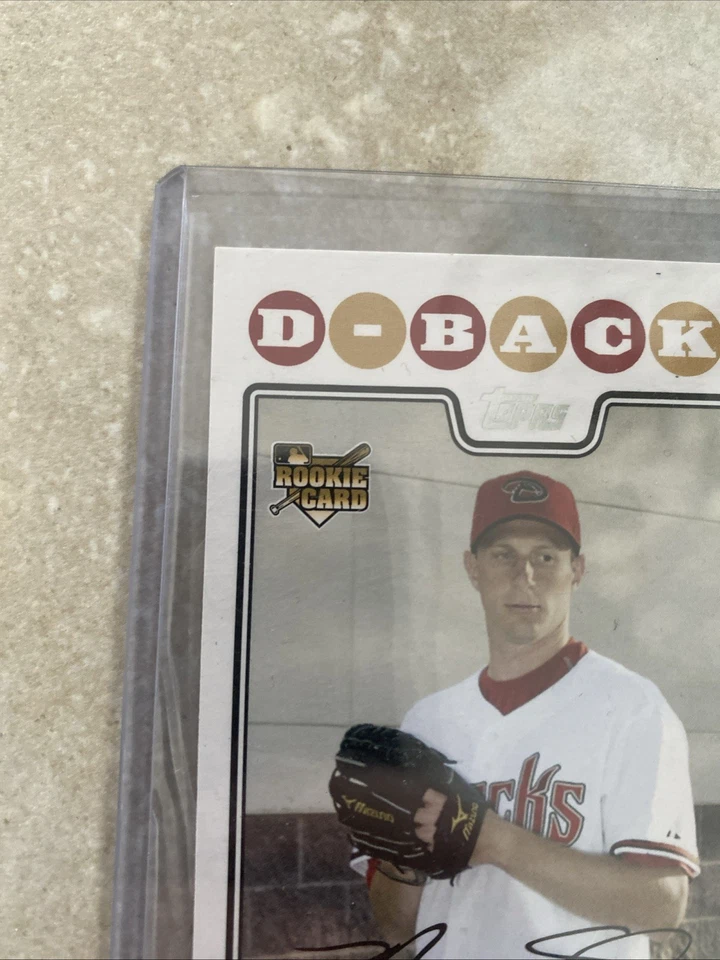 D-BACK
Topps
ROOKIE
CARD
MIZUNO
MIZUNO
cks